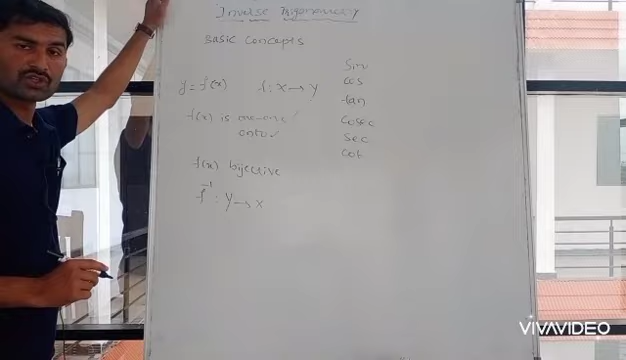 Inverse Trigonometry
Basic concepts
y = f(x) f: X → Y
f(x) is one-one ✓
onto ✓
f(x) bijective
f⁻¹ : Y → X
Sin
cos
tan
cosec
sec
cot
VIVAVIDEO